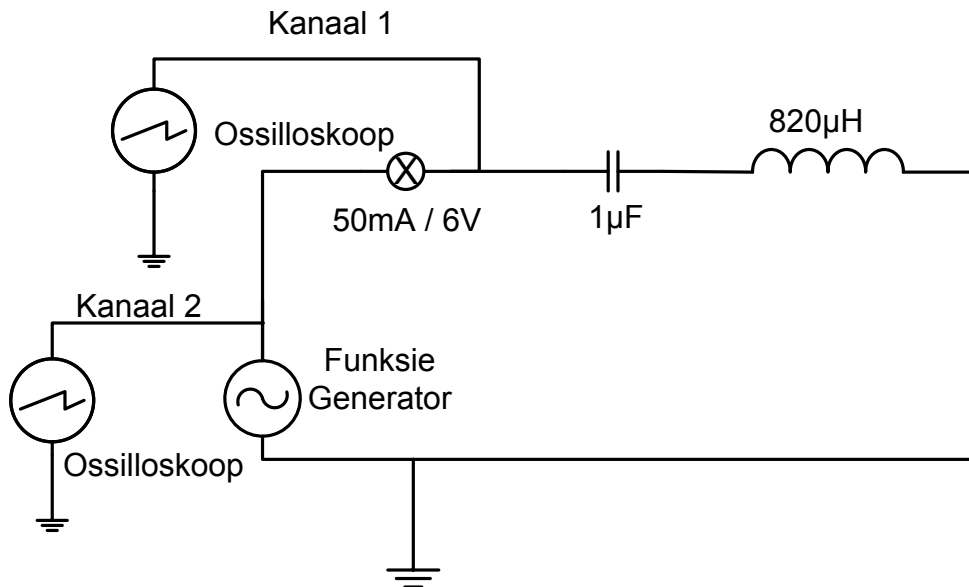 Kanaal 1
Ossilloskoop
820µH
50mA / 6V
1µF
Kanaal 2
Funksie
Generator
Ossilloskoop